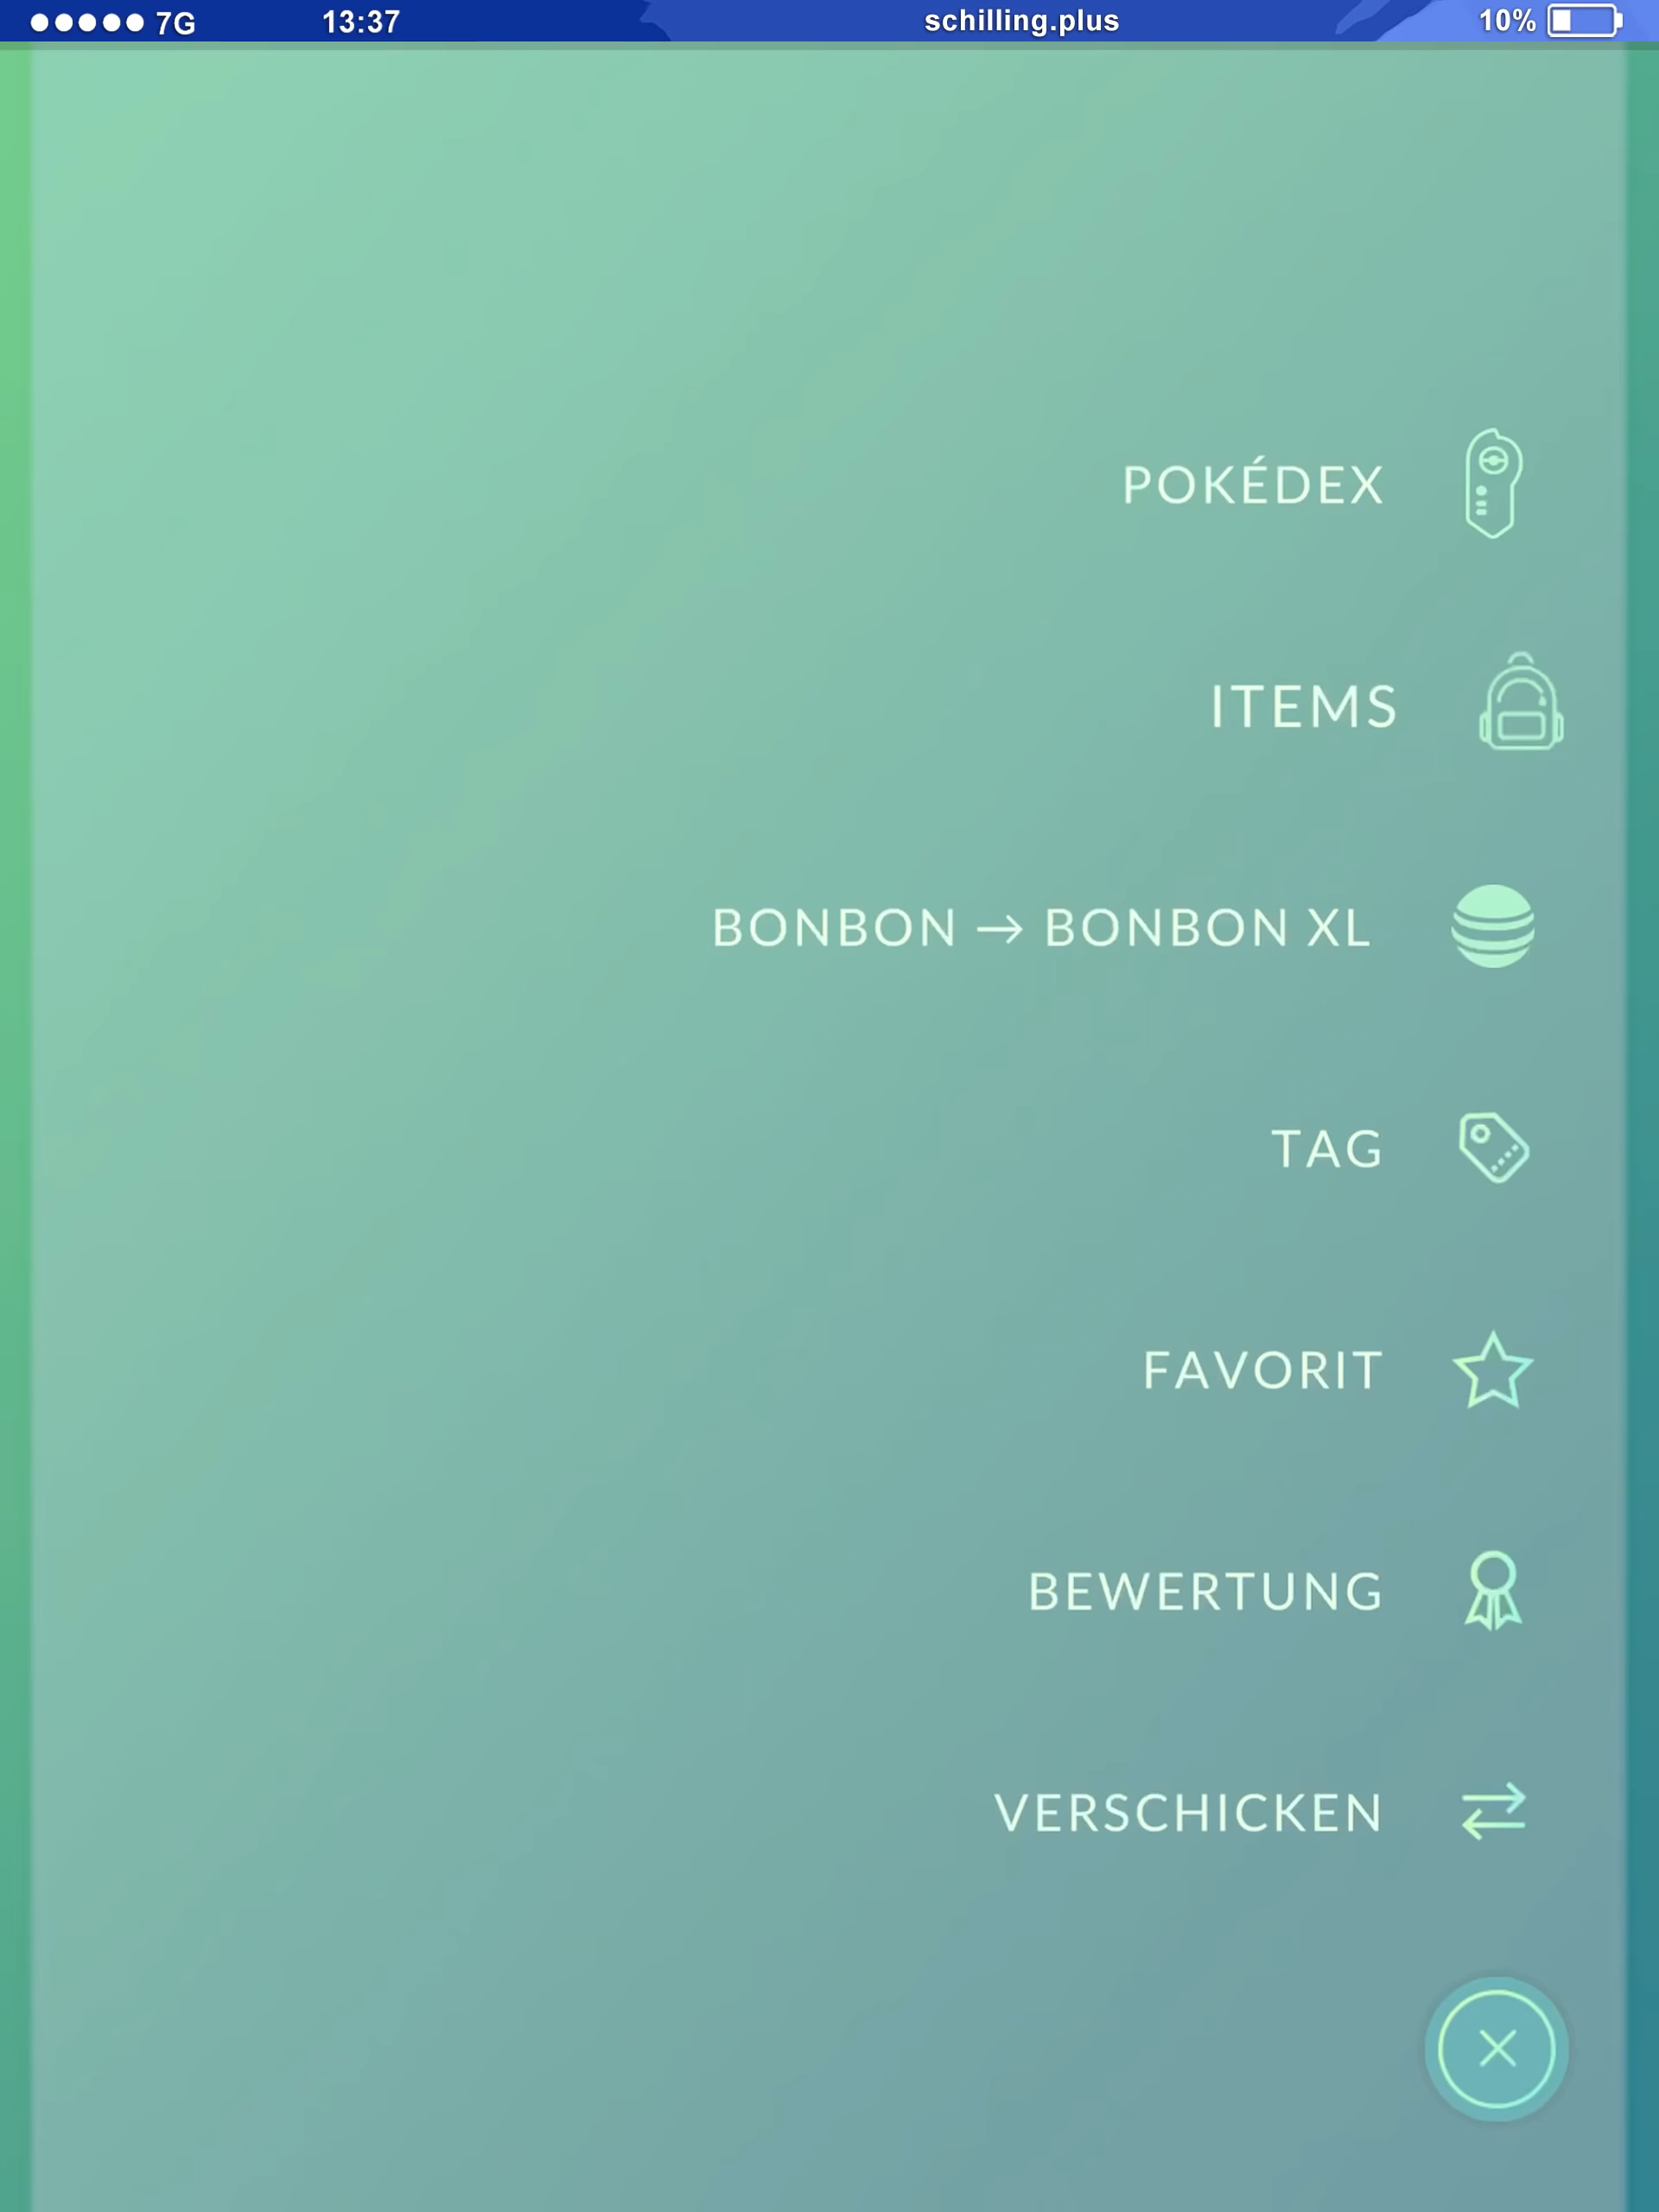 7G 13:37 schilling.plus 10%
POKÉDEX
ITEMS
BONBON → BONBON XL
TAG
FAVORIT
BEWERTUNG
VERSCHICKEN